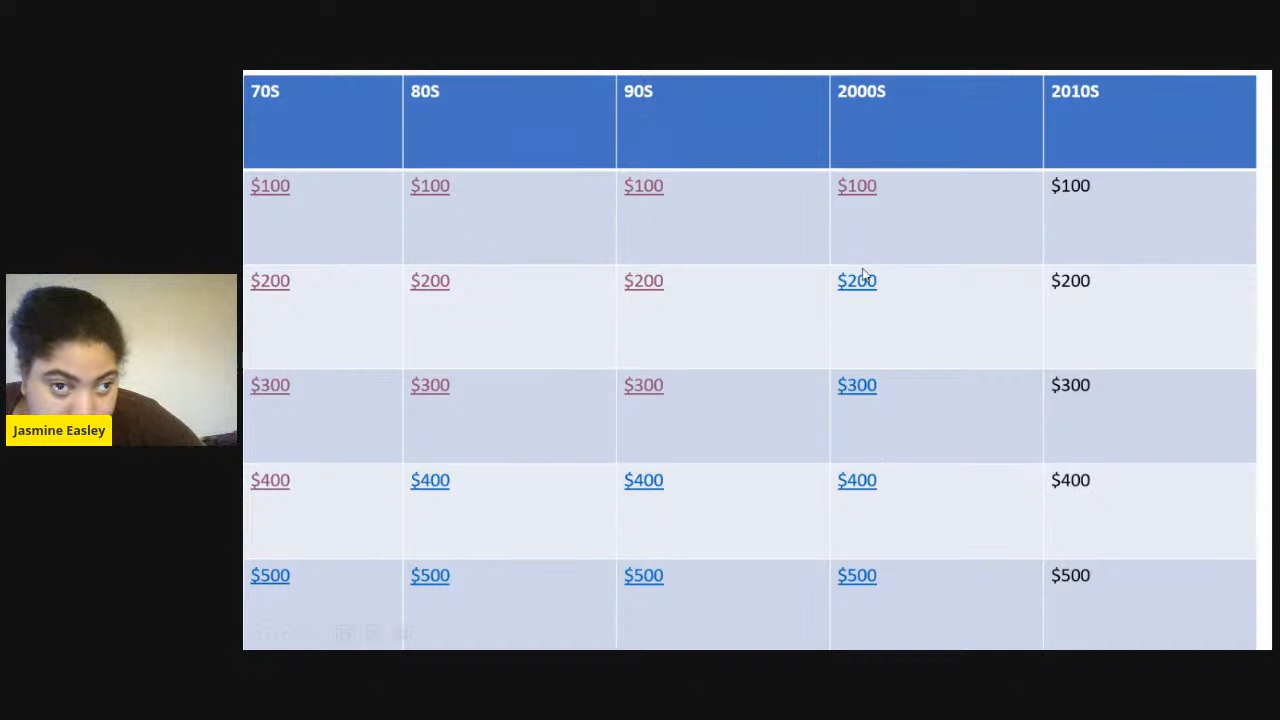 70S 80S 90S 2000S 2010S
$100 $100 $100 $100 $100
$200 $200 $200 $200 $200
$300 $300 $300 $300 $300
$400 $400 $400 $400 $400
$500 $500 $500 $500 $500
Jasmine Easley